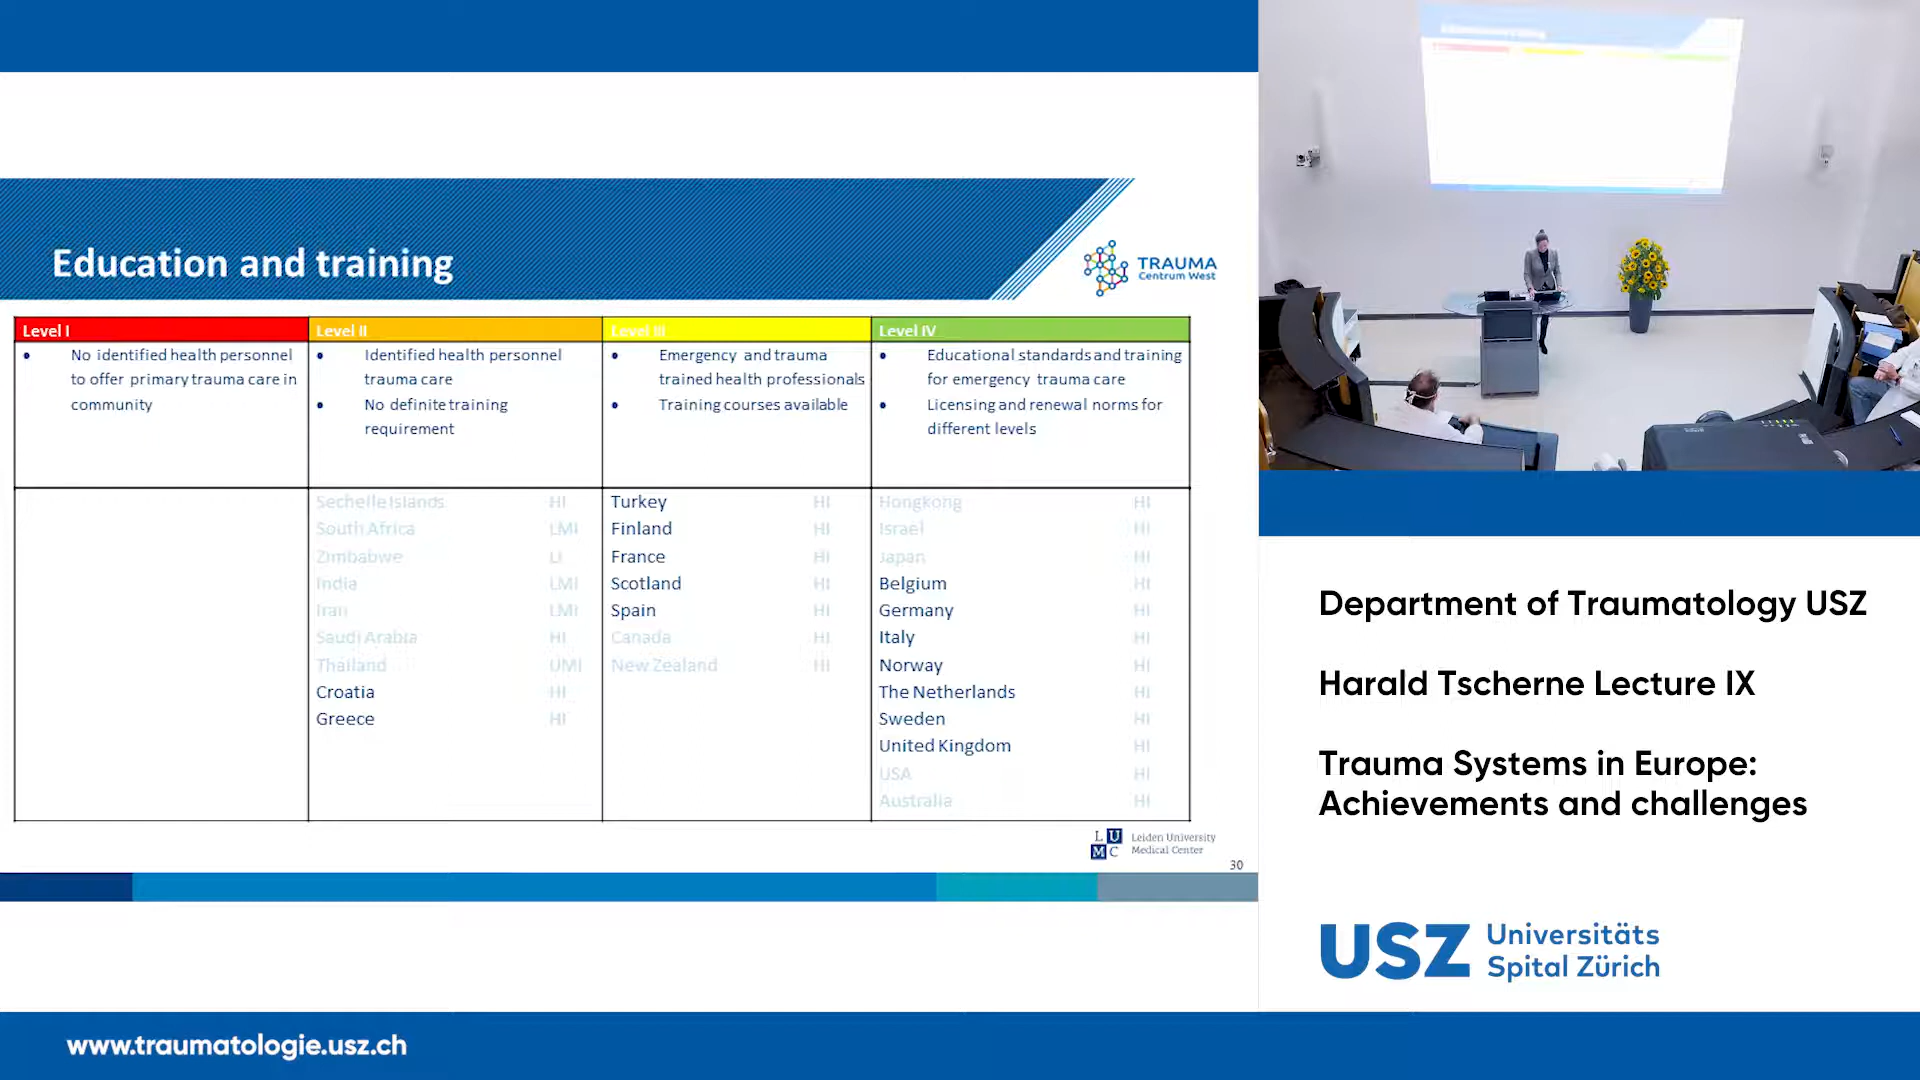 Education and training
TRAUMA
Centrum West
Level I
No identified health personnel
to offer primary trauma care in
community
Level II
Identified health personnel
trauma care
No definite training
requirement
Level III
Emergency and trauma
trained health professionals
Training courses available
Level IV
Educational standards and training
for emergency trauma care
Licensing and renewal norms for
different levels
Sechelle Islands HI
South Africa LMI
Zimbabwe LI
India LMI
Iran LMI
Saudi Arabia HI
Thailand UMI
Croatia HI
Greece HI
Turkey HI
Finland HI
France HI
Scotland HI
Spain HI
Canada HI
New Zealand HI
Hongkong HI
Israel HI
Japan HI
Belgium HI
Germany HI
Italy HI
Norway HI
The Netherlands HI
Sweden HI
United Kingdom HI
USA HI
Australia HI
L U
M C
Leiden University
Medical Center
30
Department of Traumatology USZ
Harald Tscherne Lecture IX
Trauma Systems in Europe:
Achievements and challenges
USZ
Universitäts
Spital Zürich
www.traumatologie.usz.ch